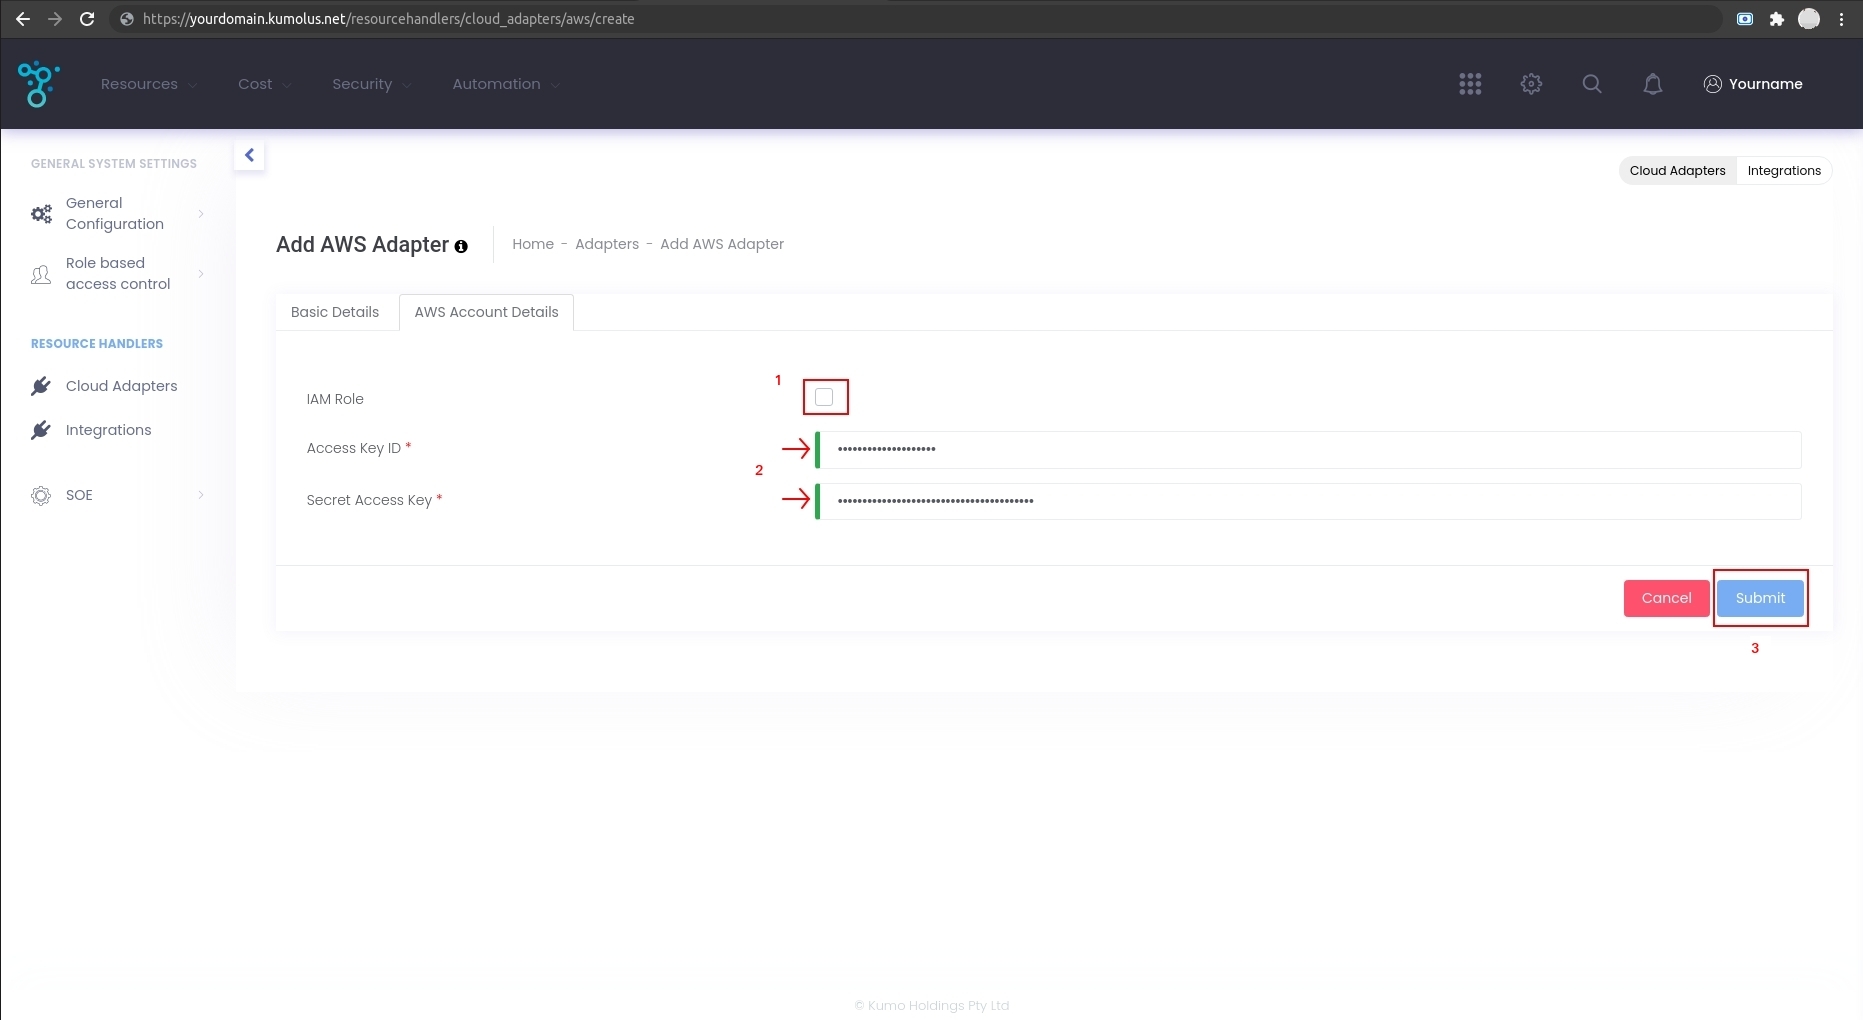 https://yourdomain.kumolus.net/resourcehandlers/cloud_adapters/aws/create
Resources Cost Security Automation Yourname
GENERAL SYSTEM SETTINGS
General
Configuration
Role based
access control
RESOURCE HANDLERS
Cloud Adapters
Integrations
SOE
Cloud Adapters Integrations
Add AWS Adapter Home - Adapters - Add AWS Adapter
Basic Details AWS Account Details
1
IAM Role
Access Key ID *
2
Secret Access Key *
Cancel Submit
3
© Kumo Holdings Pty Ltd